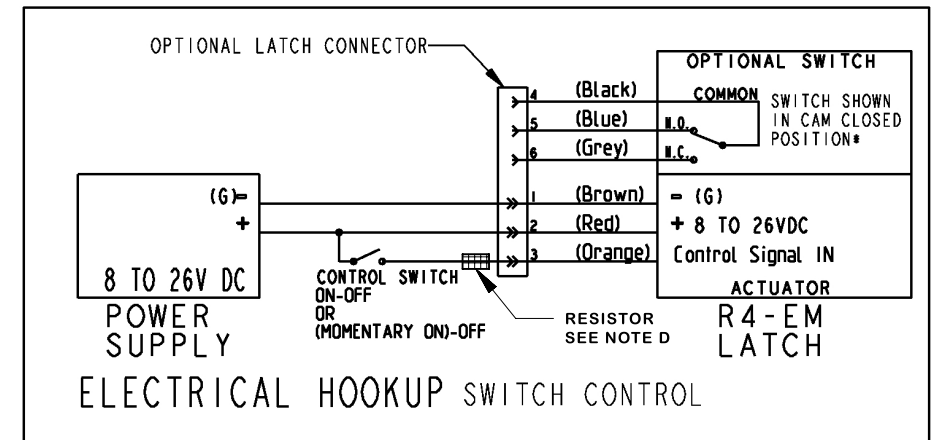 OPTIONAL LATCH CONNECTOR
OPTIONAL SWITCH
4 (Black) COMMON
SWITCH SHOWN
IN CAM CLOSED
POSITION*
5 (Blue) N.O.
6 (Grey) N.C.
(G)- 1 (Brown) - (G)
+ 2 (Red) + 8 TO 26VDC
3 (Orange) Control Signal IN
8 TO 26V DC
CONTROL SWITCH
ON-OFF
OR
(MOMENTARY ON)-OFF
ACTUATOR
POWER
SUPPLY
RESISTOR
SEE NOTE D
R4-EM
LATCH
ELECTRICAL HOOKUP SWITCH CONTROL